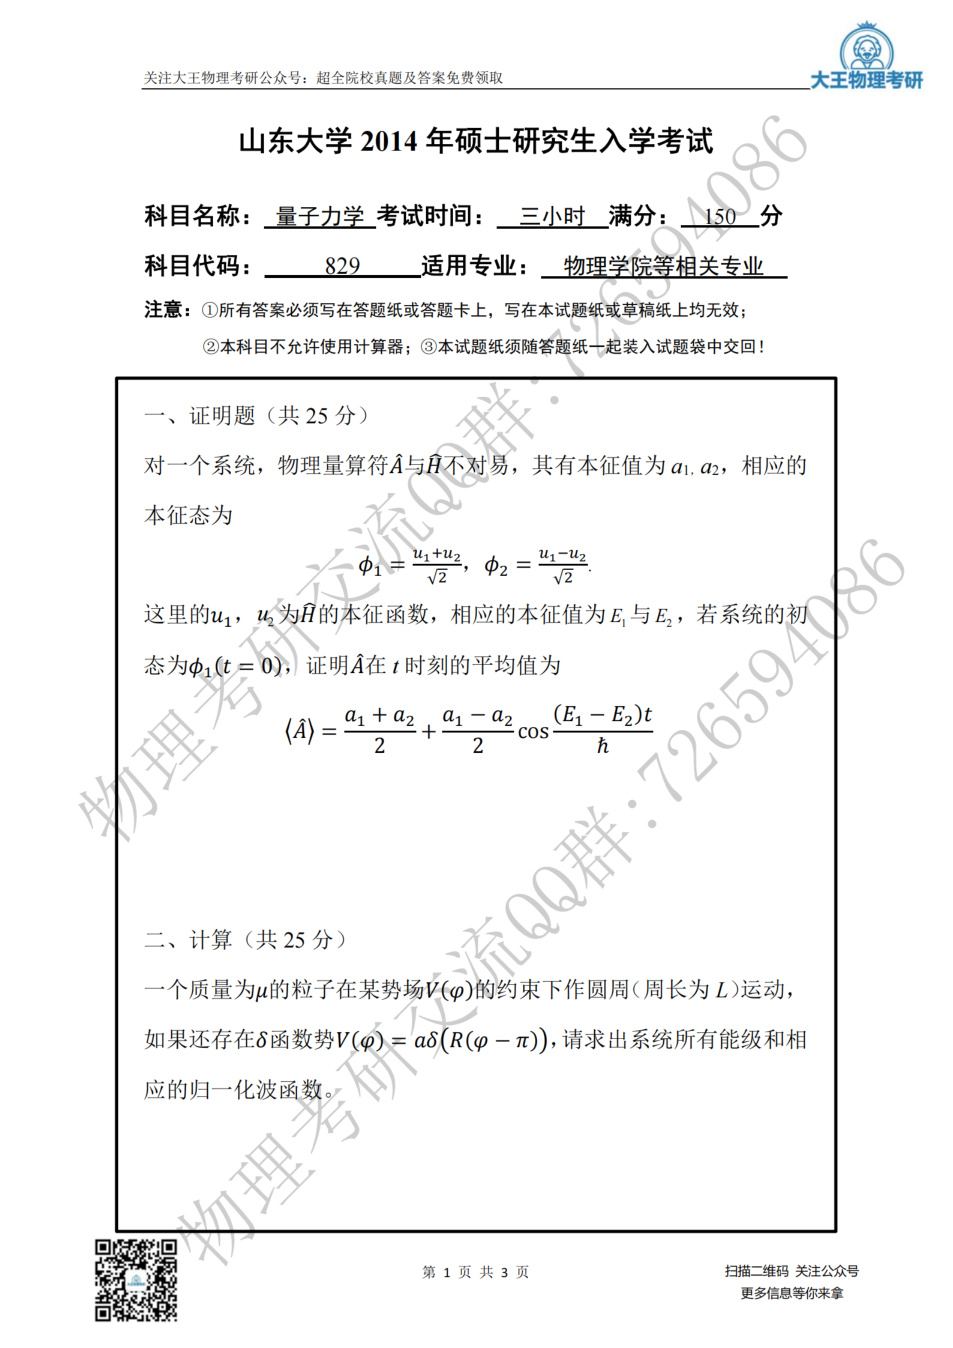 关注大王物理考研公众号：超全院校真题及答案免费领取
大王物理考研
山东大学 2014 年硕士研究生入学考试
科目名称： 量子力学 考试时间： 三小时 满分： 150 分
科目代码： 829 适用专业： 物理学院等相关专业
注意：①所有答案必须写在答题纸或答题卡上，写在本试题纸或草稿纸上均无效；
②本科目不允许使用计算器；③本试题纸须随答题纸一起装入试题袋中交回！
一、证明题（共 25 分）
对一个系统，物理量算符Â与Ĥ不对易，其有本征值为 a₁, a₂，相应的
本征态为
ϕ₁ = (u₁+u₂)/√2，ϕ₂ = (u₁−u₂)/√2.
这里的u₁，u₂为Ĥ的本征函数，相应的本征值为 E₁ 与 E₂，若系统的初
态为ϕ₁(t = 0)，证明Â在 t 时刻的平均值为
⟨Â⟩ = (a₁ + a₂)/2 + (a₁ − a₂)/2 cos (E₁ − E₂)t/ħ
二、计算（共 25 分）
一个质量为μ的粒子在某势场V(φ)的约束下作圆周（周长为 L）运动，
如果还存在δ函数势V(φ) = aδ(R(φ − π))，请求出系统所有能级和相
应的归一化波函数。
物理考研交流QQ群：726594086
物理考研交流QQ群：726594086
大王物理考研
第 1 页 共 3 页
扫描二维码 关注公众号
更多信息等你来拿